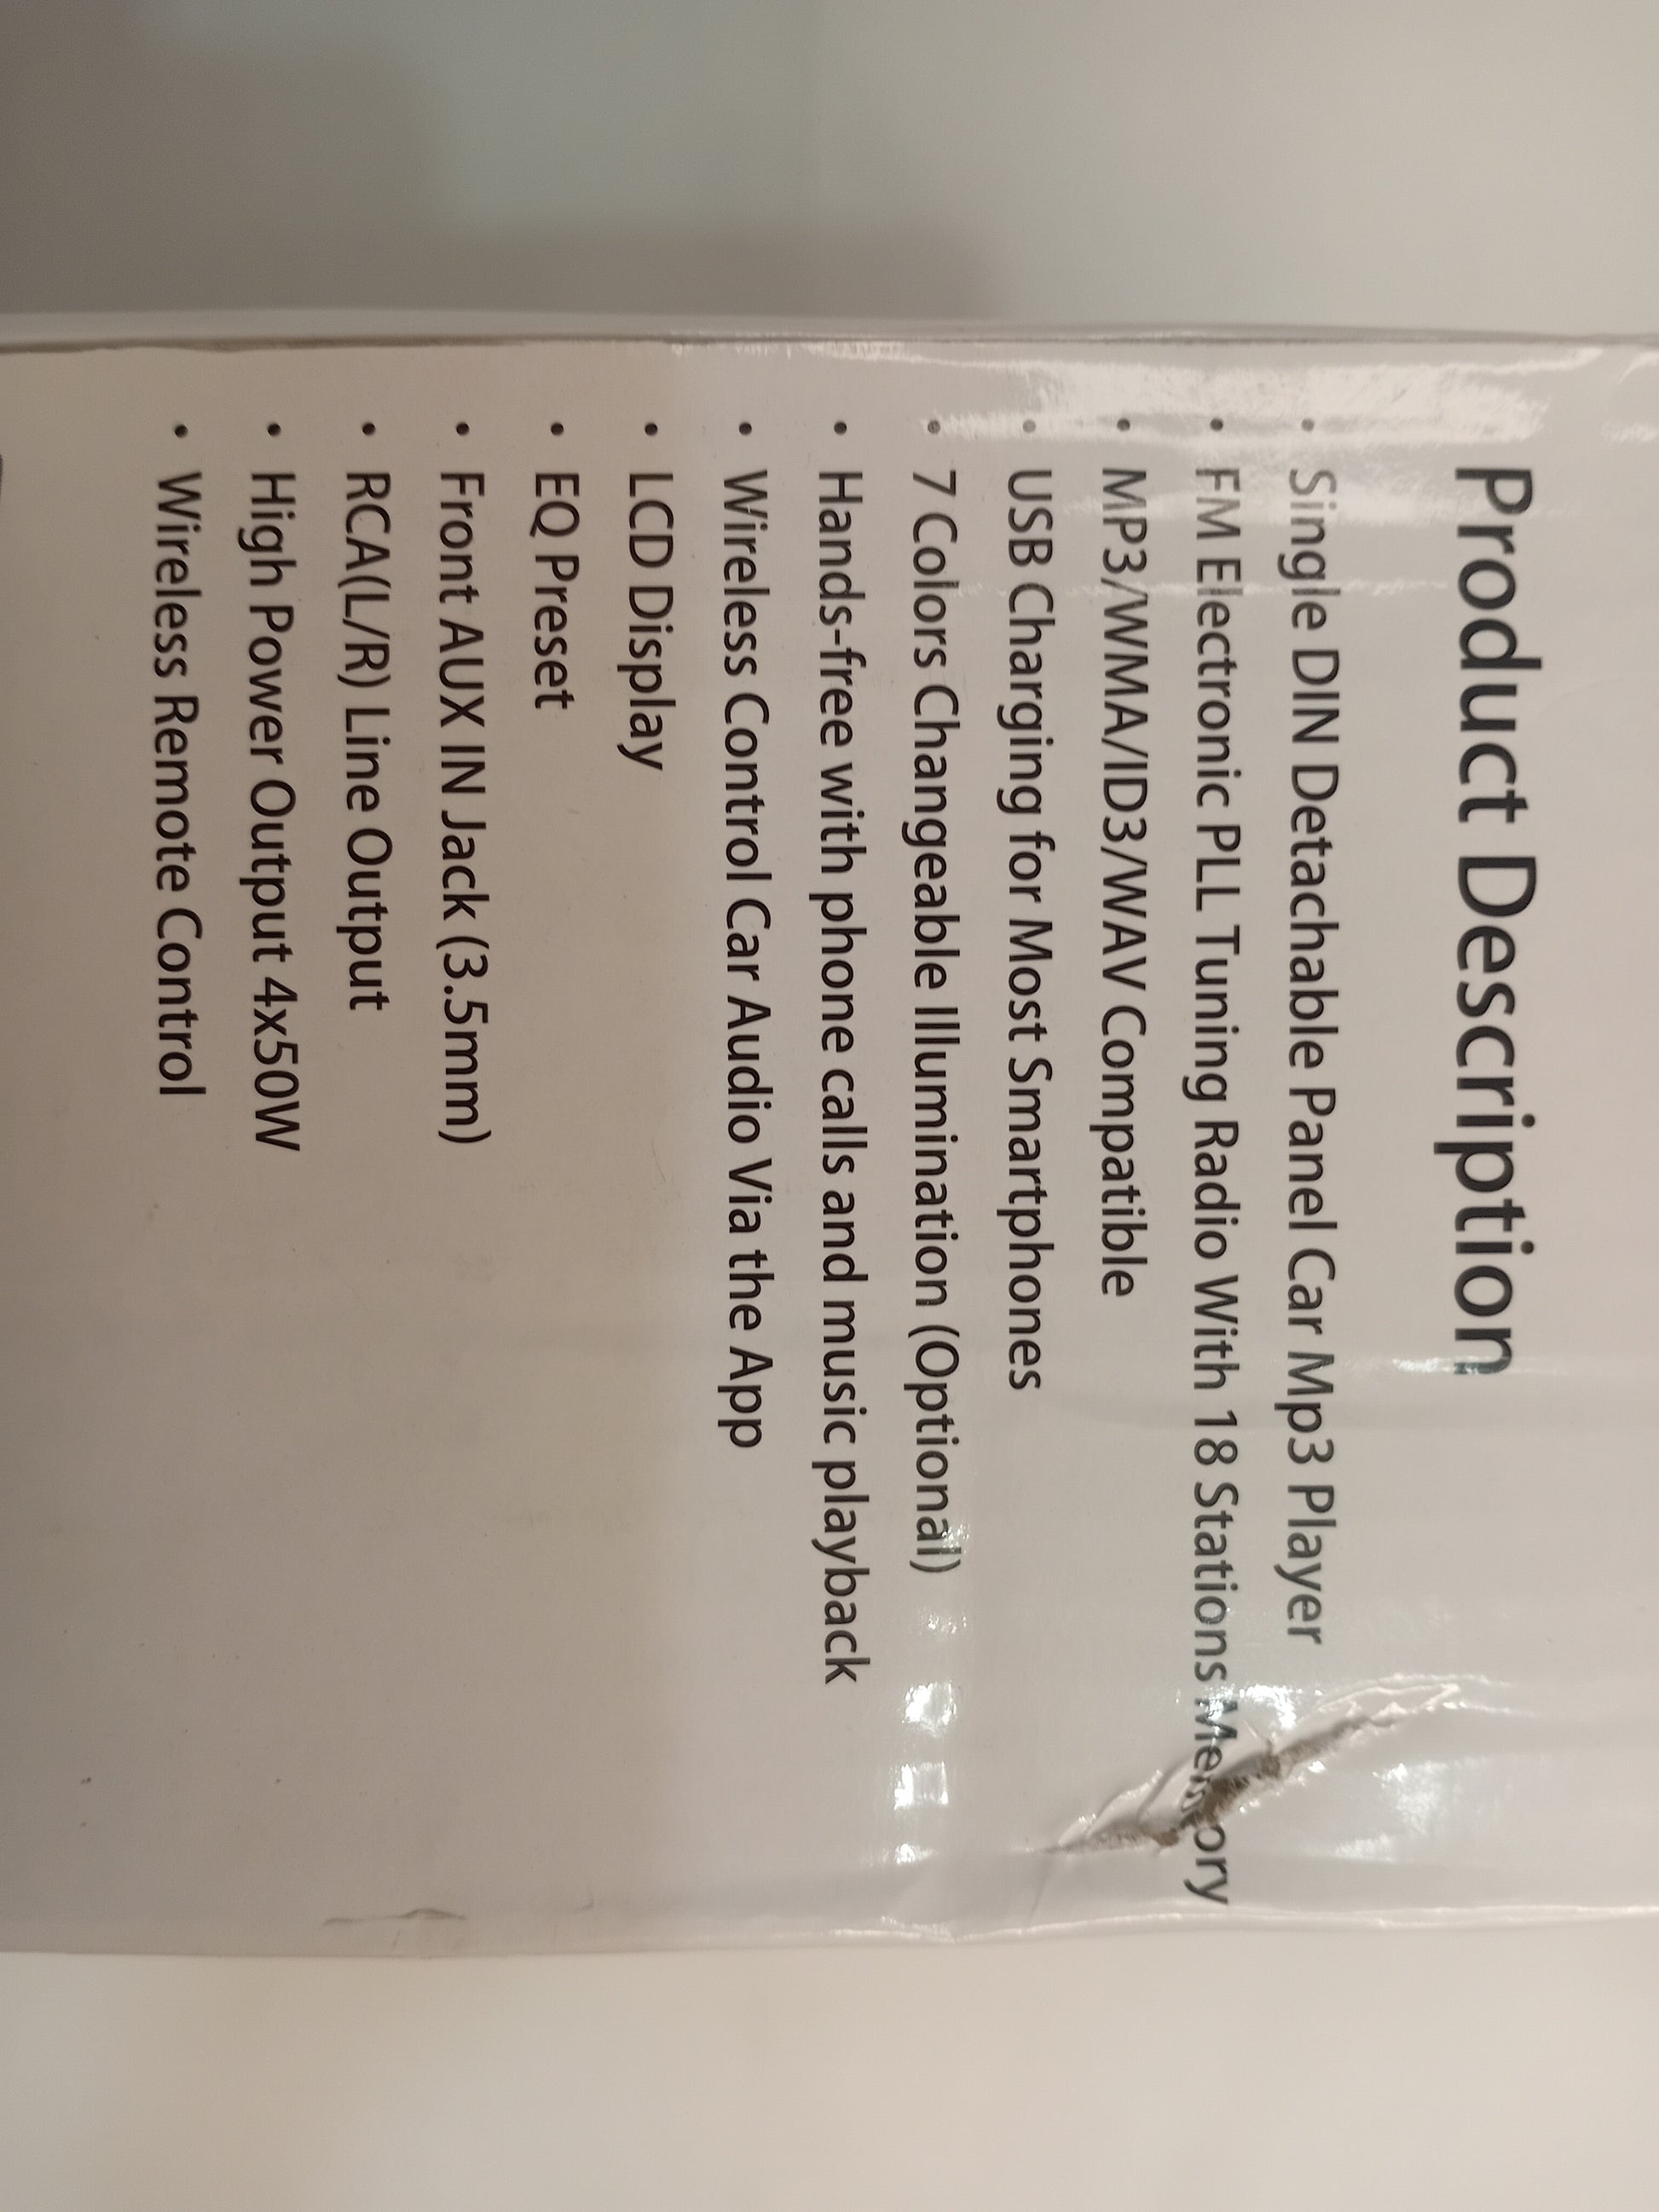 Product Description
• Single DIN Detachable Panel Car Mp3 Player
• FM Electronic PLL Tuning Radio With 18 Stations Memory
• MP3/WMA/ID3/WAV Compatible
• USB Charging for Most Smartphones
• 7 Colors Changeable Illumination (Optional)
• Hands-free with phone calls and music playback
• Wireless Control Car Audio Via the App
• LCD Display
• EQ Preset
• Front AUX IN Jack (3.5mm)
• RCA(L/R) Line Output
• High Power Output 4x50W
• Wireless Remote Control